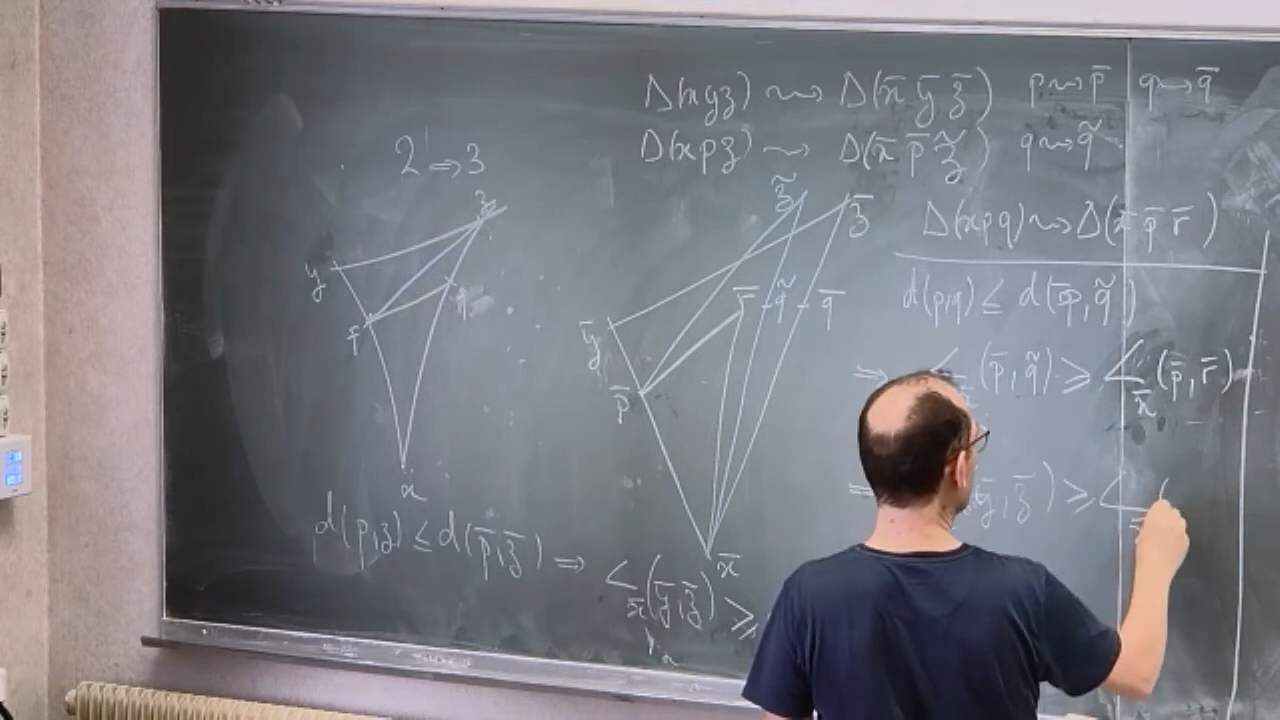 Δ(xyz) ⇝ Δ(x̄ ȳ z̄) p ⇝ p̄ q ⇝ q̄
Δ(xpz) ⇝ Δ(x̄ p̄ z̃) q ⇝ q̃
Δ(xpq) ⇝ Δ(x̄ p̄ r̄)
2 ⇒ 3
z
y
q
p
x
z̃
z̄
r̄ q̃ q̄
ȳ
p̄
x̄
d(p,q) ≤ d(p̄,q̃)
⇒ (p̄,q̃) ≥ ∠x̄(p̄,r̄)
ȳ,z̄) ≥ ∠
d(p,z) ≤ d(p̄,z̄) ⇒ ∠x̄(ȳ,z̄) ≥